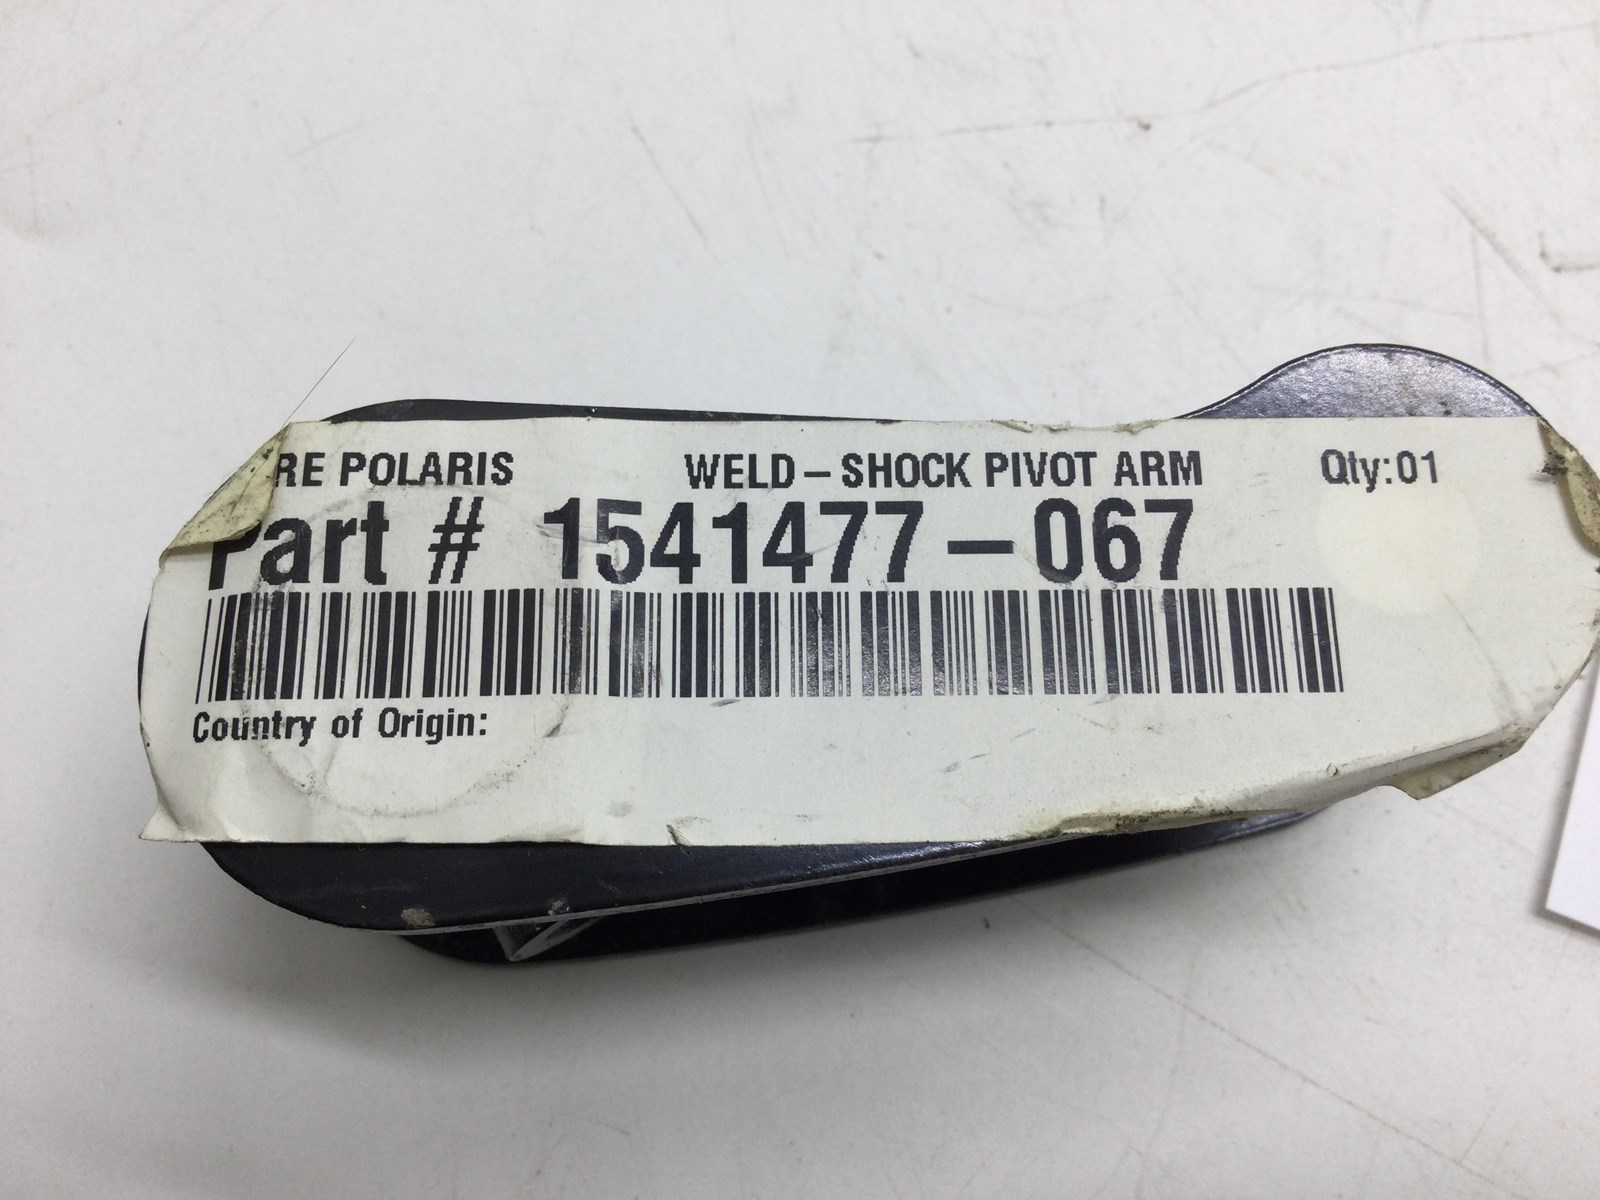 RE POLARIS WELD-SHOCK PIVOT ARM Qty:01
Part # 1541477-067
Country of Origin: